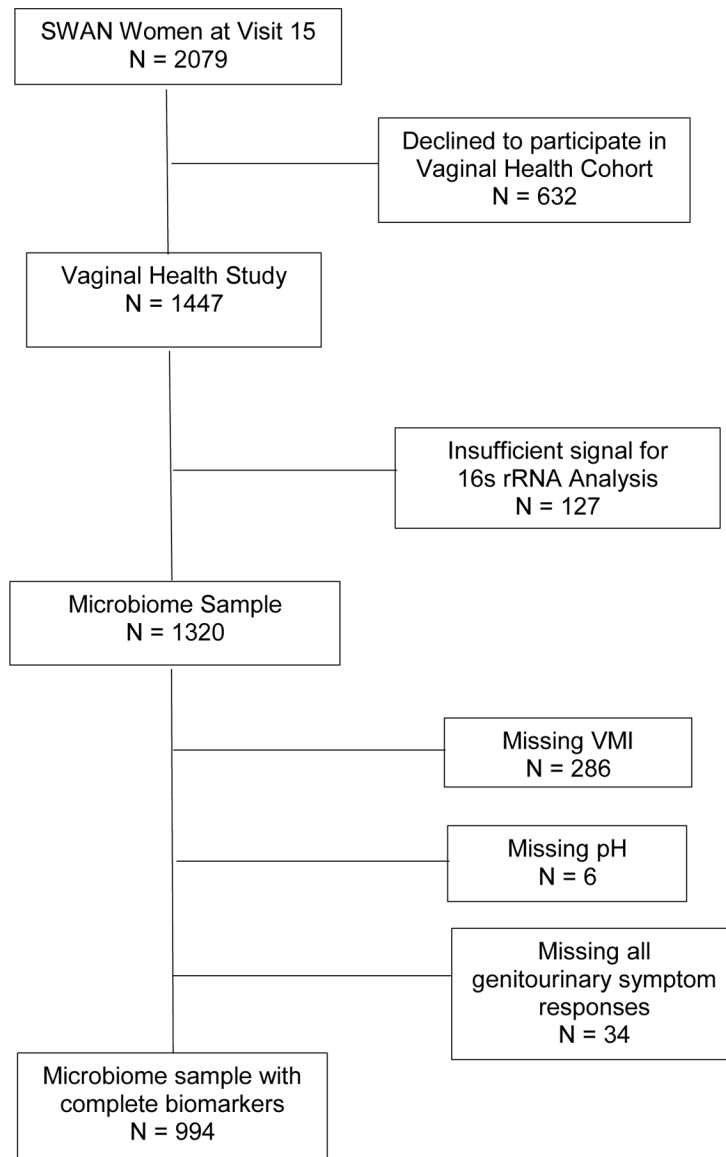 SWAN Women at Visit 15
N = 2079
Declined to participate in
Vaginal Health Cohort
N = 632
Vaginal Health Study
N = 1447
Insufficient signal for
16s rRNA Analysis
N = 127
Microbiome Sample
N = 1320
Missing VMI
N = 286
Missing pH
N = 6
Missing all
genitourinary symptom
responses
N = 34
Microbiome sample with
complete biomarkers
N = 994